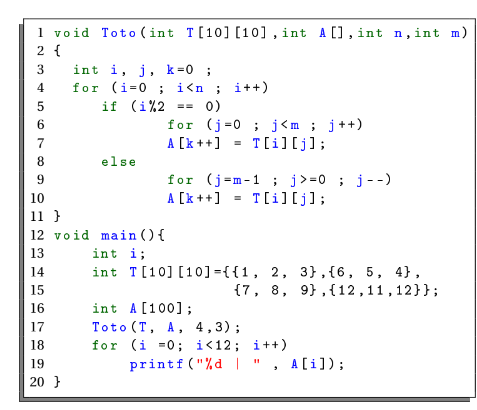 1 void Toto(int T[10][10],int A[],int n,int m)
2 {
3   int i, j, k=0 ;
4   for (i=0 ; i<n ; i++)
5      if (i%2 == 0)
6             for (j=0 ; j<m ; j++)
7             A[k++] = T[i][j];
8      else
9             for (j=m-1 ; j>=0 ; j--)
10             A[k++] = T[i][j];
11 }
12 void main(){
13     int i;
14     int T[10][10]={{1, 2, 3},{6, 5, 4},
15                    {7, 8, 9},{12,11,12}};
16     int A[100];
17     Toto(T, A, 4,3);
18     for (i =0; i<12; i++)
19         printf("%d | " , A[i]);
20 }